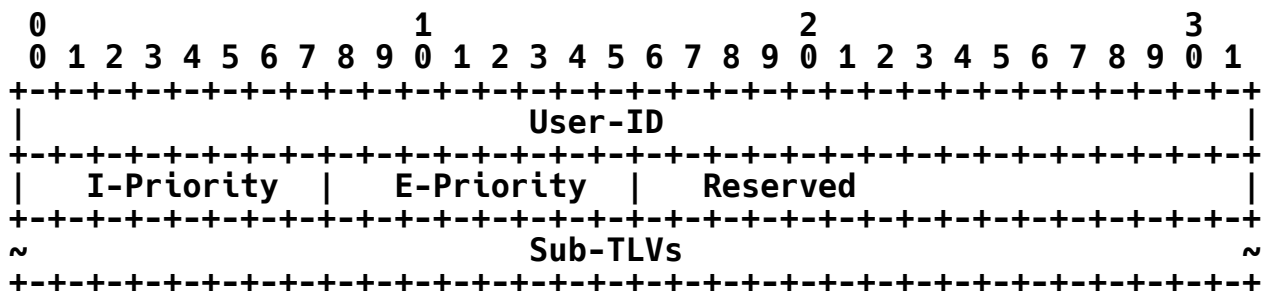 0                   1                   2                   3
 0 1 2 3 4 5 6 7 8 9 0 1 2 3 4 5 6 7 8 9 0 1 2 3 4 5 6 7 8 9 0 1
+-+-+-+-+-+-+-+-+-+-+-+-+-+-+-+-+-+-+-+-+-+-+-+-+-+-+-+-+-+-+-+-+
|                          User-ID                              |
+-+-+-+-+-+-+-+-+-+-+-+-+-+-+-+-+-+-+-+-+-+-+-+-+-+-+-+-+-+-+-+-+
|   I-Priority  |   E-Priority  |   Reserved                    |
+-+-+-+-+-+-+-+-+-+-+-+-+-+-+-+-+-+-+-+-+-+-+-+-+-+-+-+-+-+-+-+-+
~                          Sub-TLVs                             ~
+-+-+-+-+-+-+-+-+-+-+-+-+-+-+-+-+-+-+-+-+-+-+-+-+-+-+-+-+-+-+-+-+